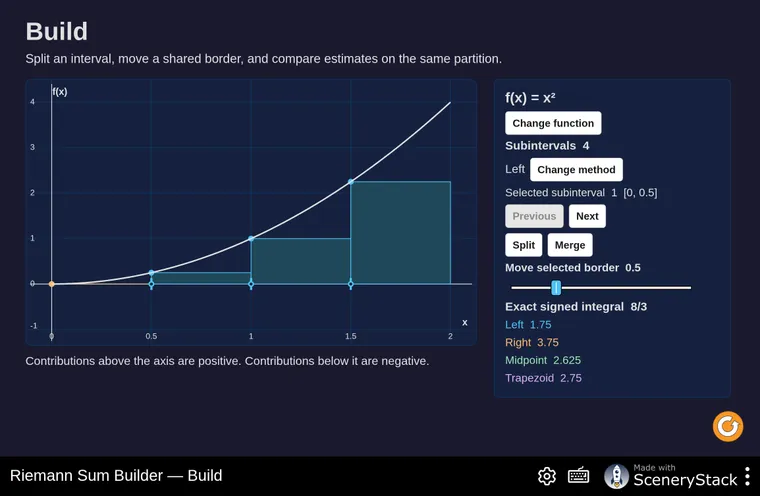 Build
Split an interval, move a shared border, and compare estimates on the same partition.
f(x)
4
3
2
1
0
-1
0
0.5
1
1.5
2
x
Contributions above the axis are positive. Contributions below it are negative.
f(x) = x²
Change function
Subintervals 4
Left Change method
Selected subinterval 1 [0, 0.5]
Previous Next
Split Merge
Move selected border 0.5
Exact signed integral 8/3
Left 1.75
Right 3.75
Midpoint 2.625
Trapezoid 2.75
Riemann Sum Builder — Build
Made with
SceneryStack